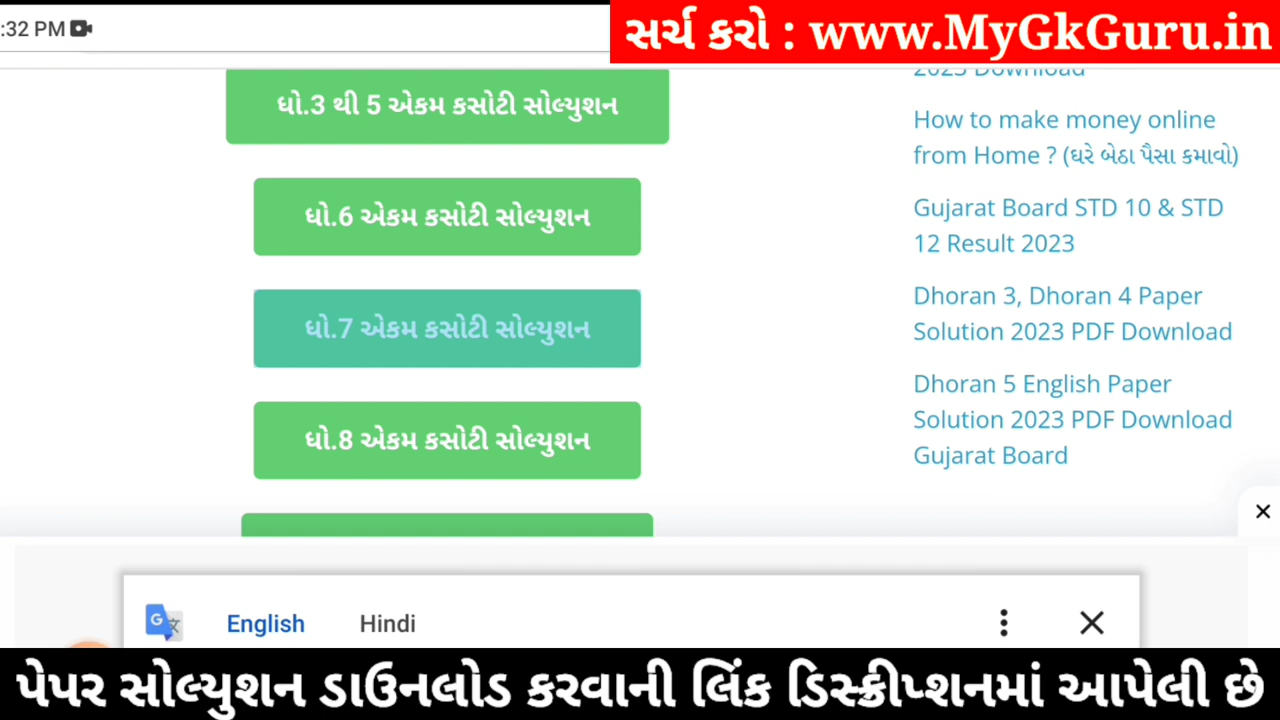 :32 PM
સર્ચ કરો : www.MyGkGuru.in
ધો.3 થી 5 એકમ કસોટી સોલ્યુશન
ધો.6 એકમ કસોટી સોલ્યુશન
ધો.7 એકમ કસોટી સોલ્યુશન
ધો.8 એકમ કસોટી સોલ્યુશન
2023 Download
How to make money online
from Home ? (ઘરે બેઠા પૈસા કમાવો)
Gujarat Board STD 10 & STD
12 Result 2023
Dhoran 3, Dhoran 4 Paper
Solution 2023 PDF Download
Dhoran 5 English Paper
Solution 2023 PDF Download
Gujarat Board
English Hindi
પેપર સોલ્યુશન ડાઉનલોડ કરવાની લિંક ડિસ્ક્રીપ્શનમાં આપેલી છે